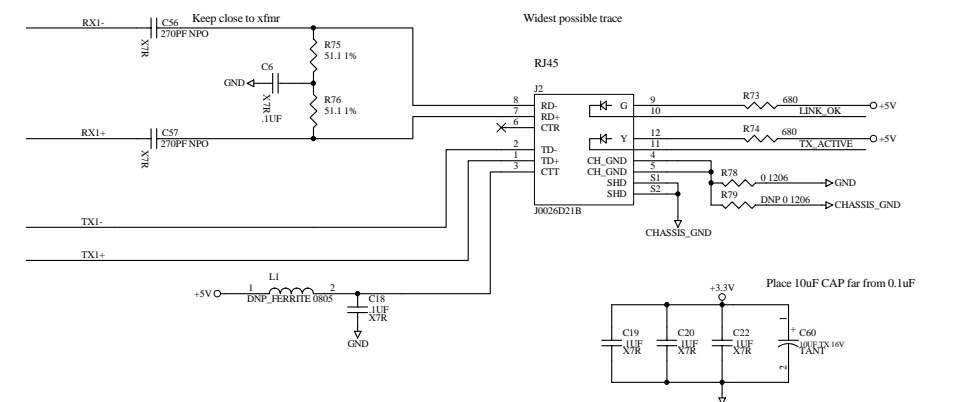 RX1-
C56
270PF NPO
X7R
Keep close to xfmr
Widest possible trace
R75
51.1 1%
C6
GND
X7R
.1UF
R76
51.1 1%
RX1+
C57
270PF NPO
X7R
RJ45
J2
8 RD-
7 RD+
6 CTR
2 TD-
1 TD+
3 CTT
G 9
10
Y 12
11
CH_GND 4
CH_GND 5
SHD S1
SHD S2
J0026D21B
R73
680
+5V
LINK_OK
R74
680
+5V
TX_ACTIVE
R78
0 1206
GND
R79
DNP 0 1206
CHASSIS_GND
CHASSIS_GND
TX1-
TX1+
L1
+5V
1
2
DNP_FERRITE 0805
C18
.1UF
X7R
GND
Place 10uF CAP far from 0.1uF
+3.3V
C19
.1UF
X7R
C20
.1UF
X7R
C22
.1UF
X7R
1
+
C60
10UF TX 16V
TANT
2